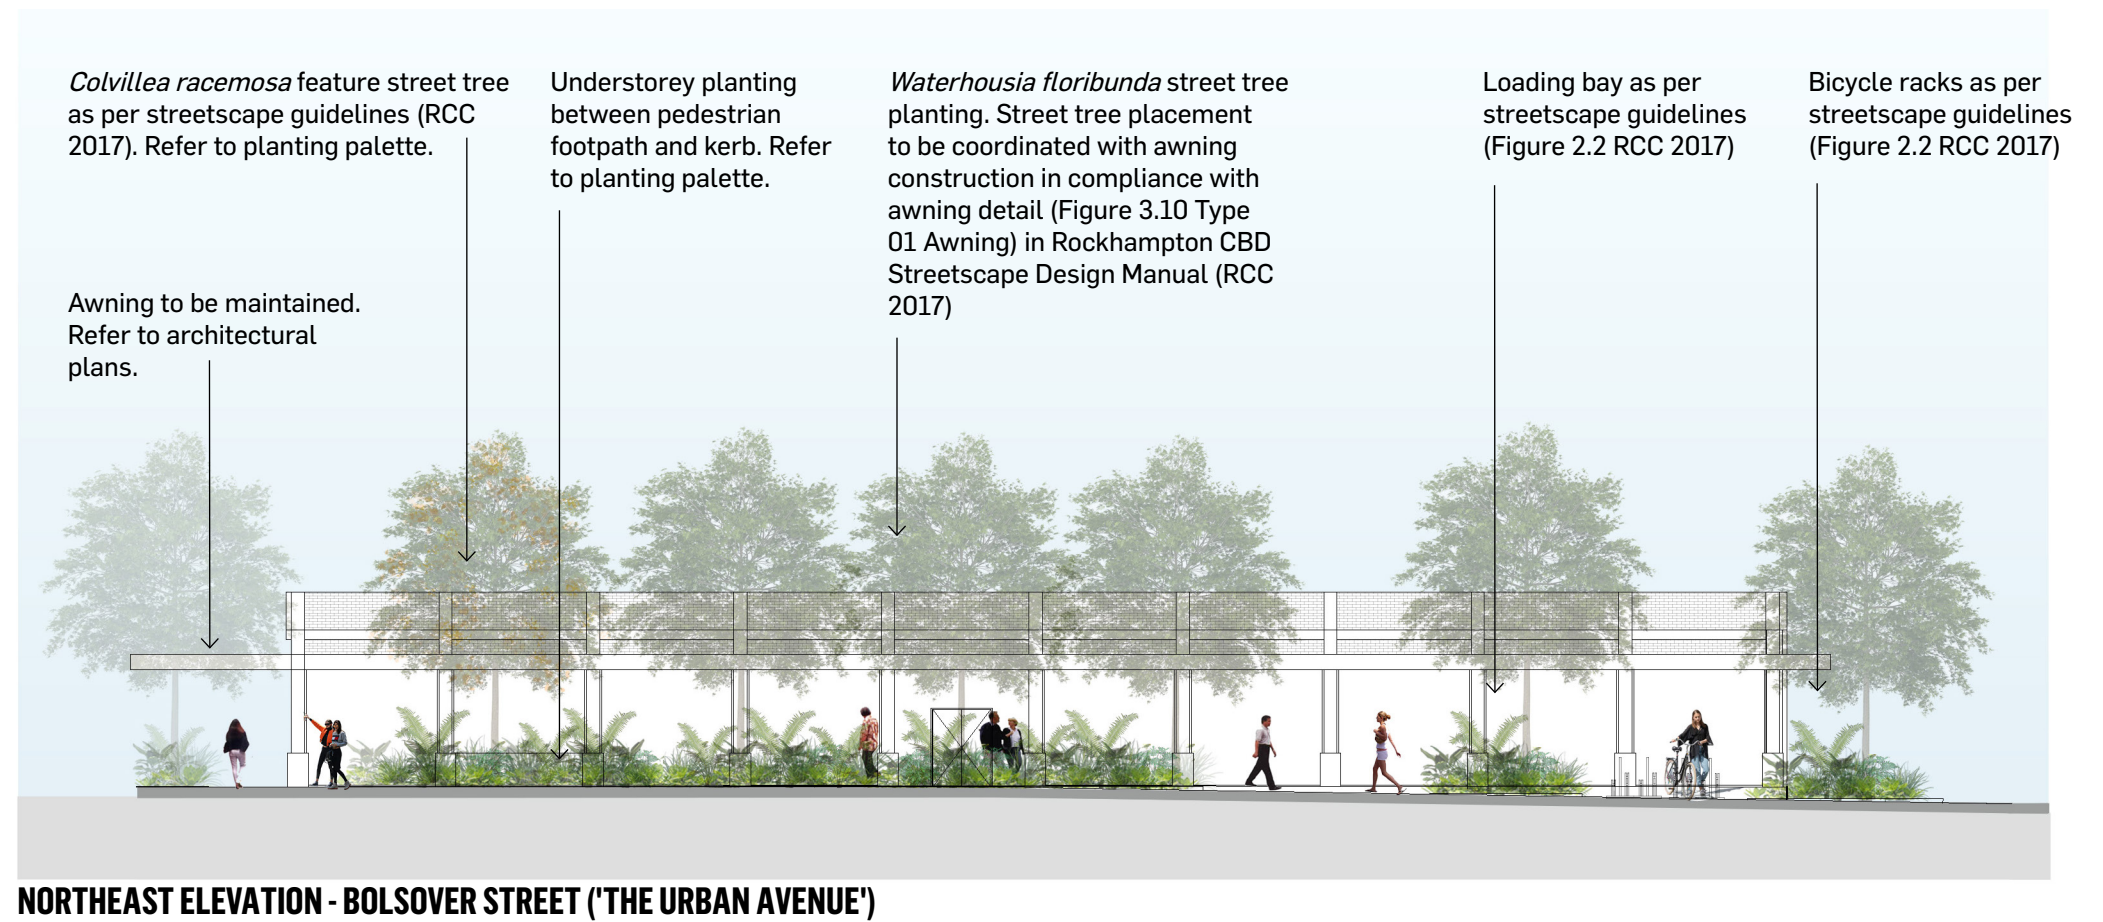 Colvillea racemosa feature street tree
as per streetscape guidelines (RCC
2017). Refer to planting palette.
Understorey planting
between pedestrian
footpath and kerb. Refer
to planting palette.
Waterhousia floribunda street tree
planting. Street tree placement
to be coordinated with awning
construction in compliance with
awning detail (Figure 3.10 Type
01 Awning) in Rockhampton CBD
Streetscape Design Manual (RCC
2017)
Loading bay as per
streetscape guidelines
(Figure 2.2 RCC 2017)
Bicycle racks as per
streetscape guidelines
(Figure 2.2 RCC 2017)
Awning to be maintained.
Refer to architectural
plans.
NORTHEAST ELEVATION - BOLSOVER STREET ('THE URBAN AVENUE')